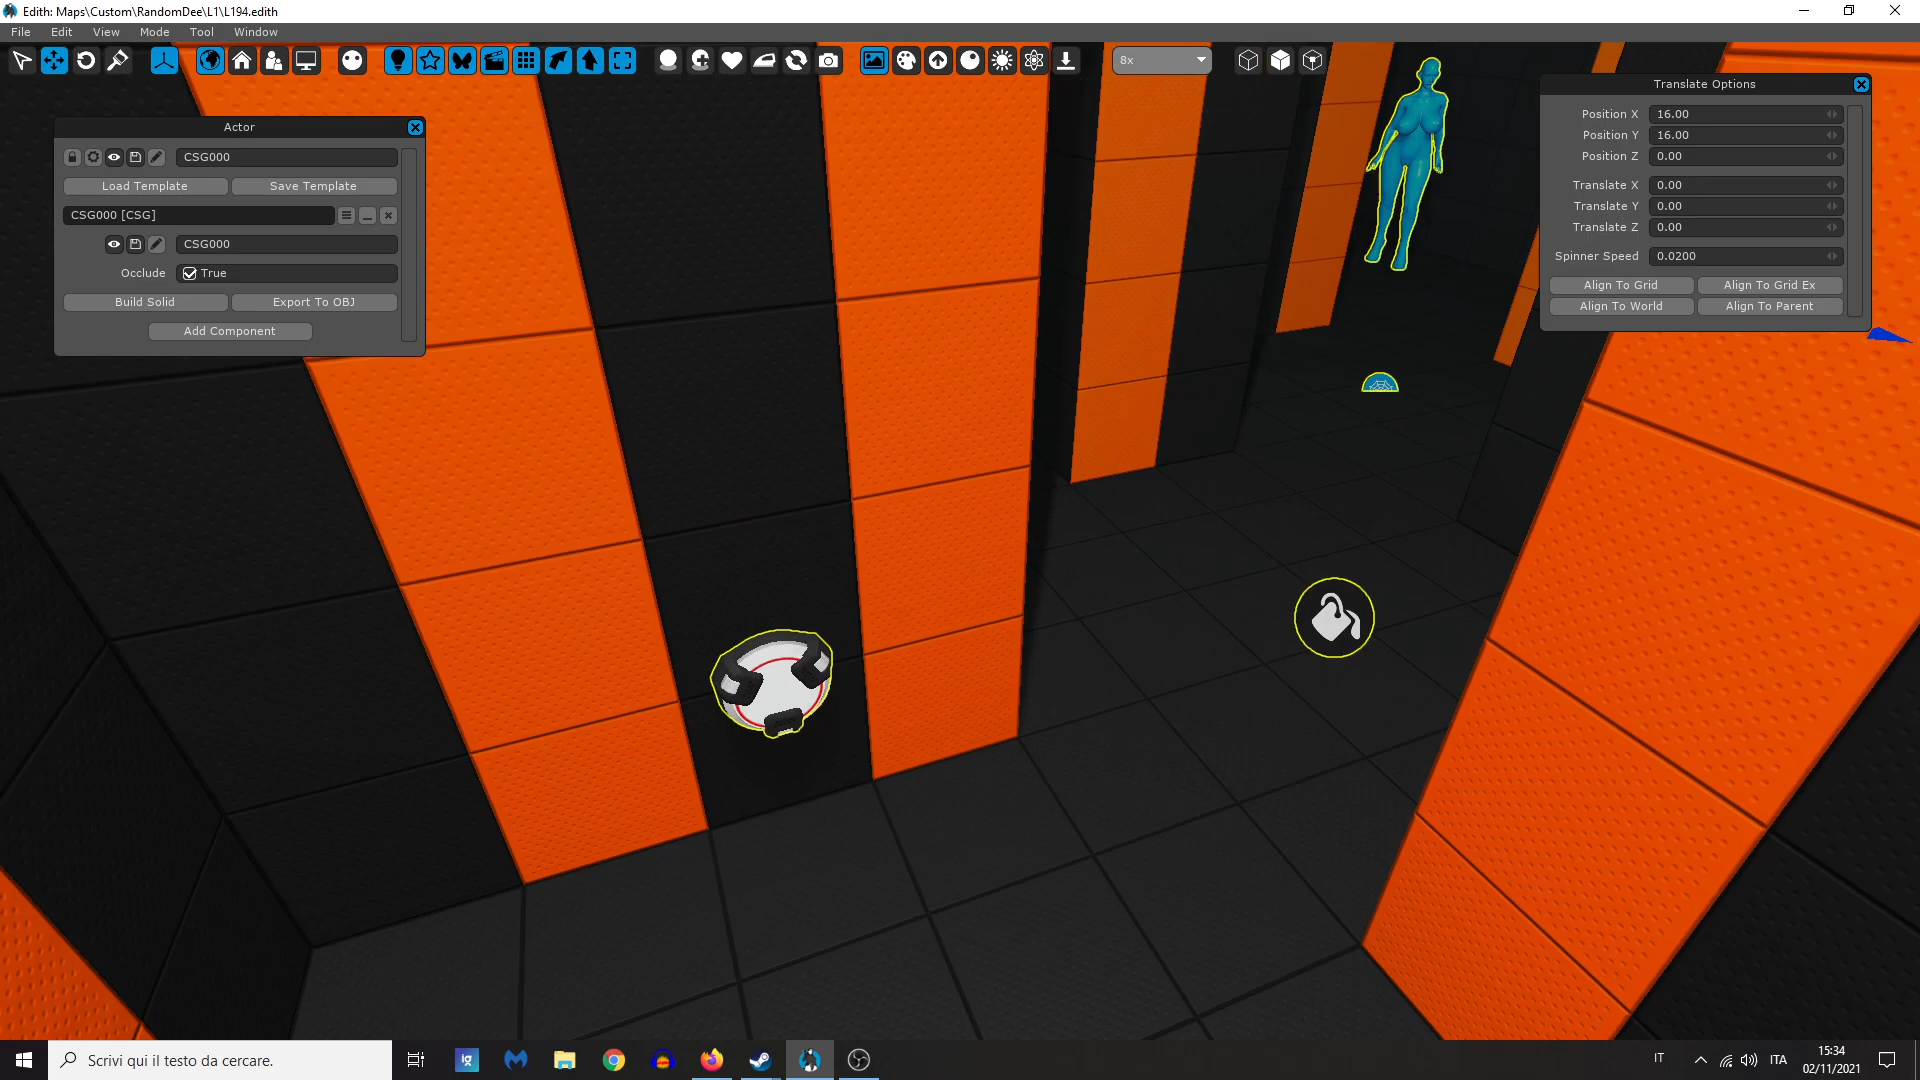 Edith: Maps\Custom\RandomDee\L1\L194.edith
File Edit View Mode Tool Window
8x
Actor
CSG000
Load Template Save Template
CSG000 [CSG]
CSG000
Occlude True
Build Solid Export To OBJ
Add Component
Translate Options
Position X 16.00
Position Y 16.00
Position Z 0.00
Translate X 0.00
Translate Y 0.00
Translate Z 0.00
Spinner Speed 0.0200
Align To Grid Align To Grid Ex
Align To World Align To Parent
Scrivi qui il testo da cercare.
IT
ITA
15:34
02/11/2021